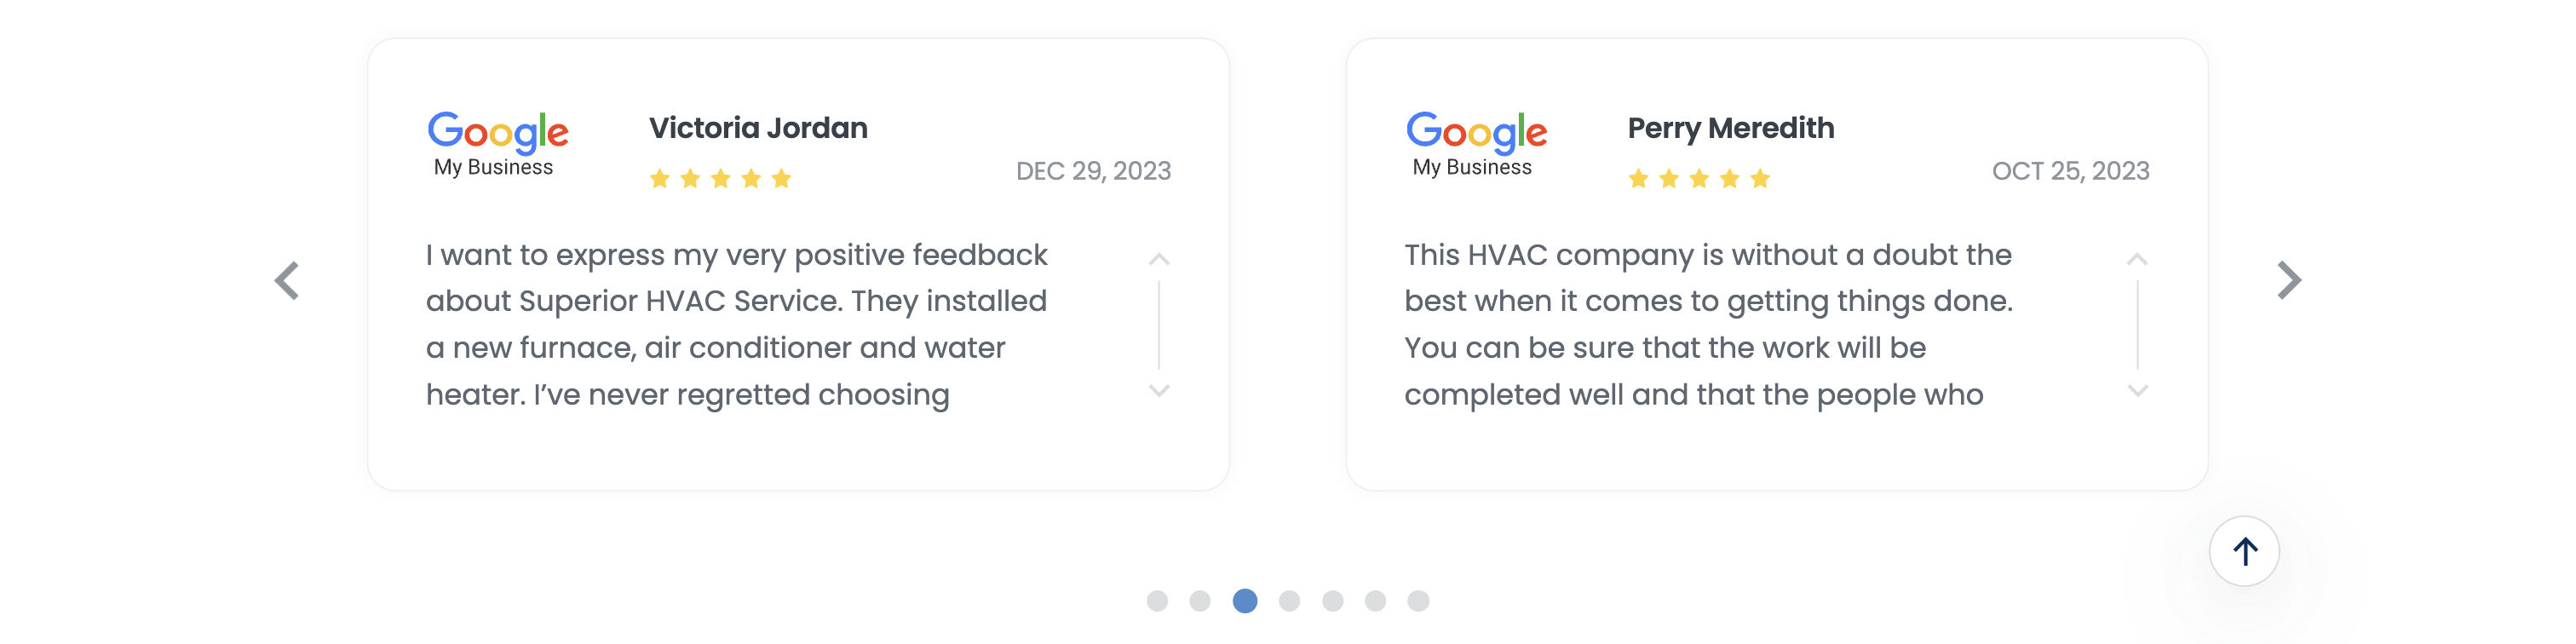 Google
My Business
Victoria Jordan
DEC 29, 2023
I want to express my very positive feedback
about Superior HVAC Service. They installed
a new furnace, air conditioner and water
heater. I’ve never regretted choosing
Google
My Business
Perry Meredith
OCT 25, 2023
This HVAC company is without a doubt the
best when it comes to getting things done.
You can be sure that the work will be
completed well and that the people who